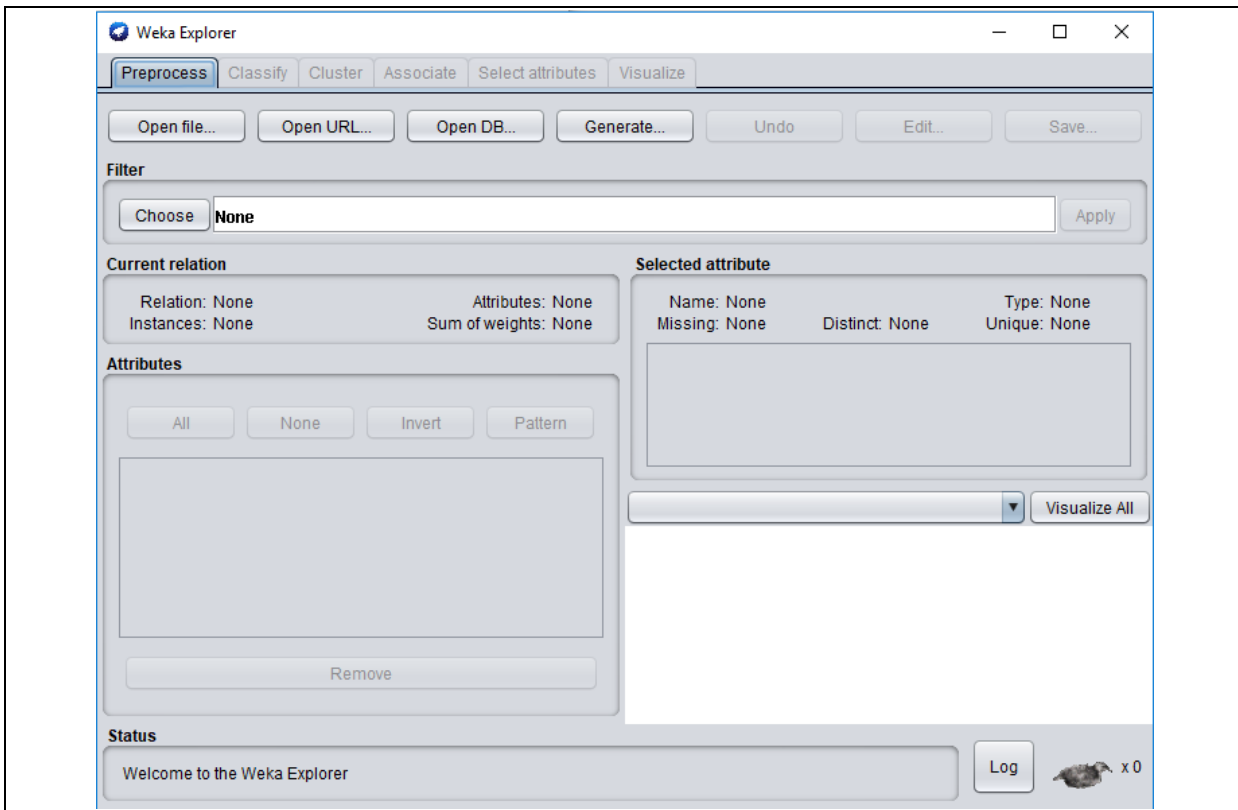 Weka Explorer
Preprocess Classify Cluster Associate Select attributes Visualize
Open file... Open URL... Open DB... Generate... Undo Edit... Save...
Filter
Choose None Apply
Current relation
Relation: None Attributes: None
Instances: None Sum of weights: None
Selected attribute
Name: None Type: None
Missing: None Distinct: None Unique: None
Attributes
All None Invert Pattern
Remove
Visualize All
Status
Welcome to the Weka Explorer
Log x 0